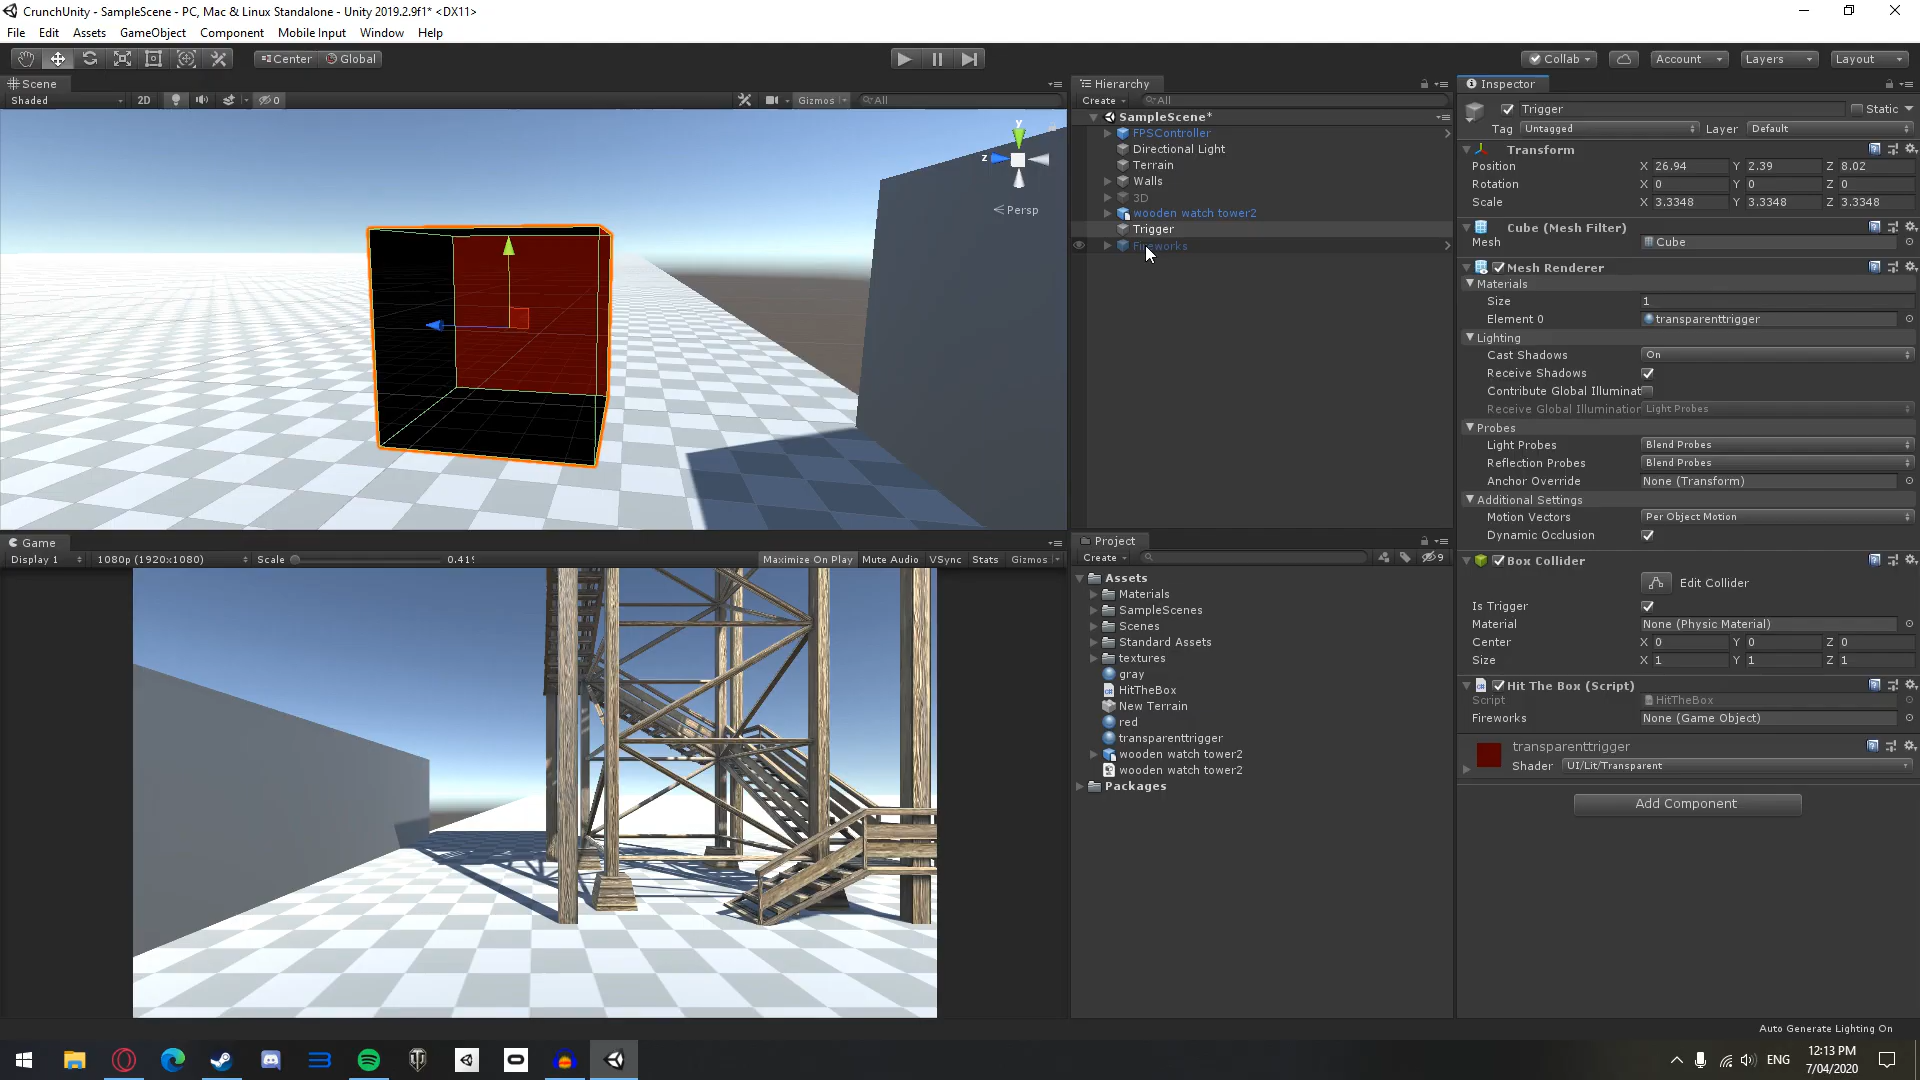 CrunchUnity - SampleScene - PC, Mac & Linux Standalone - Unity 2019.2.9f1* <DX11>
File Edit Assets GameObject Component Mobile Input Window Help
Center Global Collab Account Layers Layout
Scene
Shaded 2D 0 Gizmos All
y
z
Persp
Hierarchy
Create All
SampleScene*
FPSController
Directional Light
Terrain
Walls
3D
wooden watch tower2
Trigger
Fireworks
Game
Display 1 1080p (1920x1080) Scale 0.41 Maximize On Play Mute Audio VSync Stats Gizmos
Project
Create 9
Assets
Materials
SampleScenes
Scenes
Standard Assets
textures
gray
HitTheBox
New Terrain
red
transparenttrigger
wooden watch tower2
wooden watch tower2
Packages
Inspector
Trigger Static
Tag Untagged Layer Default
Transform
Position X 26.94 Y 2.39 Z 8.02
Rotation X 0 Y 0 Z 0
Scale X 3.3348 Y 3.3348 Z 3.3348
Cube (Mesh Filter)
Mesh Cube
Mesh Renderer
Materials
Size 1
Element 0 transparenttrigger
Lighting
Cast Shadows On
Receive Shadows
Contribute Global Illuminat
Receive Global Illumination Light Probes
Probes
Light Probes Blend Probes
Reflection Probes Blend Probes
Anchor Override None (Transform)
Additional Settings
Motion Vectors Per Object Motion
Dynamic Occlusion
Box Collider
Edit Collider
Is Trigger
Material None (Physic Material)
Center X 0 Y 0 Z 0
Size X 1 Y 1 Z 1
Hit The Box (Script)
Script HitTheBox
Fireworks None (Game Object)
transparenttrigger
Shader UI/Lit/Transparent
Add Component
Auto Generate Lighting On
ENG 12:13 PM
7/04/2020